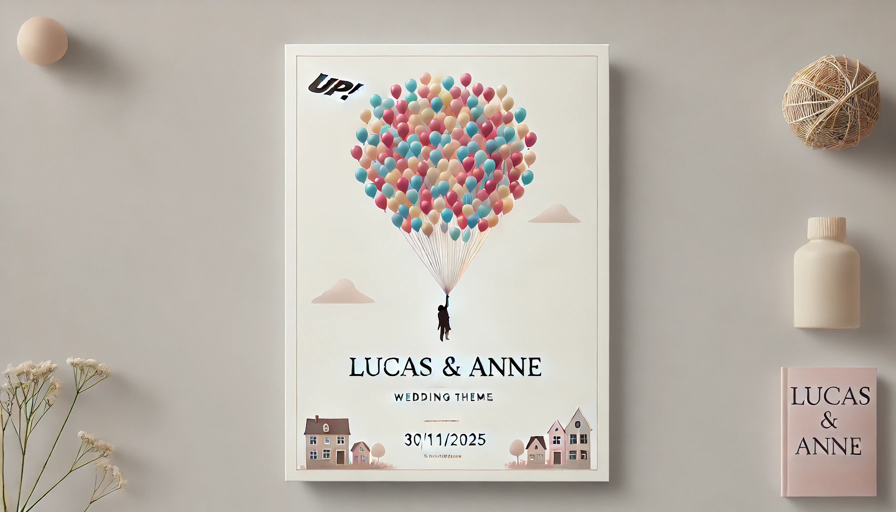 UP!
LUCAS & ANNE
WEDDING THEME
30/11/2025
LUCAS
&
ANNE